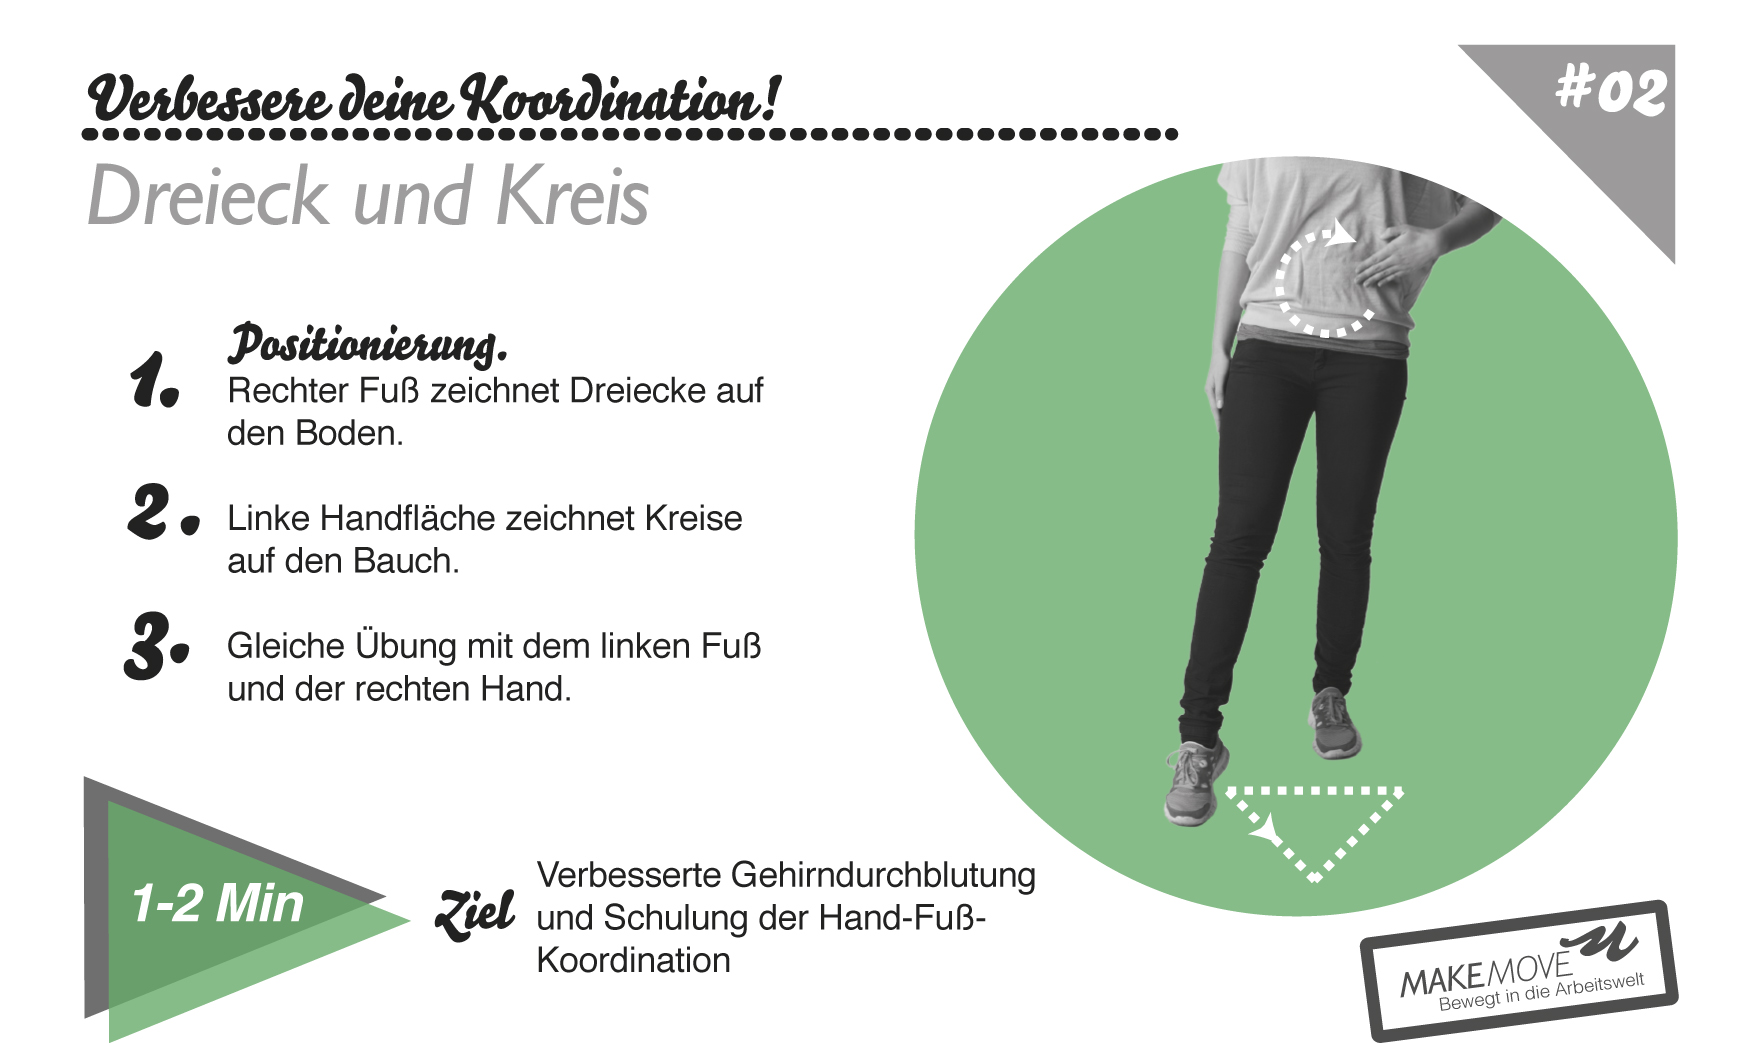 Verbessere deine Koordination!
#02
Dreieck und Kreis
1.
Positionierung.
Rechter Fuß zeichnet Dreiecke auf
den Boden.
2.
Linke Handfläche zeichnet Kreise
auf den Bauch.
3.
Gleiche Übung mit dem linken Fuß
und der rechten Hand.
1-2 Min
Ziel
Verbesserte Gehirndurchblutung
und Schulung der Hand-Fuß-
Koordination
MAKEMOVE
Bewegt in die Arbeitswelt